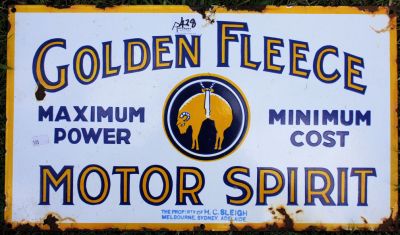 GOLDEN FLEECE
MAXIMUM POWER
MINIMUM COST
MOTOR SPIRIT
THE PROPERTY OF H.C. SLEIGH
MELBOURNE, SYDNEY, ADELAIDE